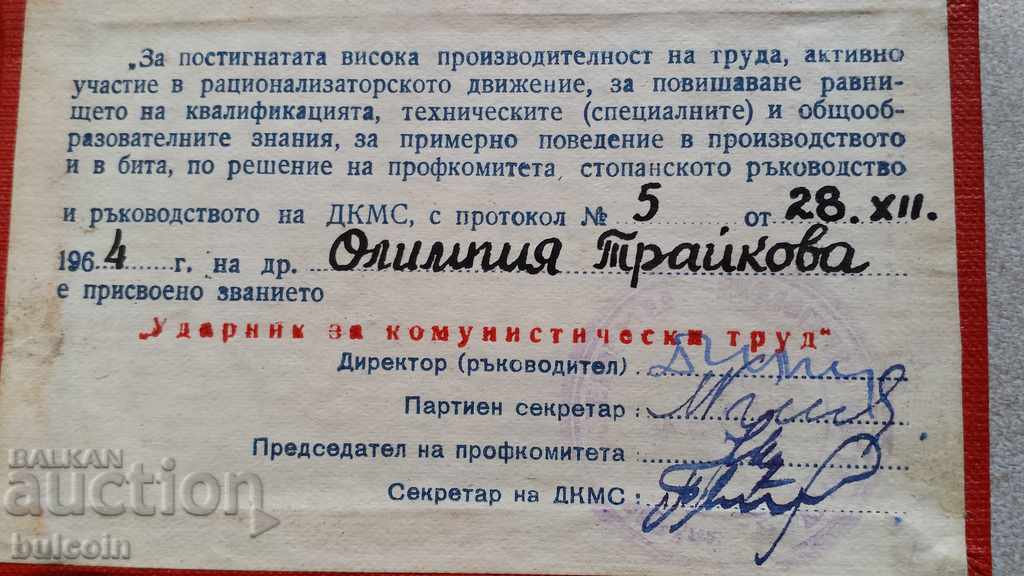 „За постигнатата висока производителност на труда, активно
участие в рационализаторското движение, за повишаване равни-
щето на квалификацията, техническите (специалните) и общооб-
разователните знания, за примерно поведение в производството
и в бита, по решение на профкомитета, стопанското ръководство
и ръководството на ДКМС, с протокол № 5 от 28. XII.
1964 г. на др. Олимпия Трайкова
е присвоено званието
„Ударник за комунистически труд“
Директор (ръководител) :
Партиен секретар :
Председател на профкомитета :
Секретар на ДКМС :
BALKAN
auction
bulcoin